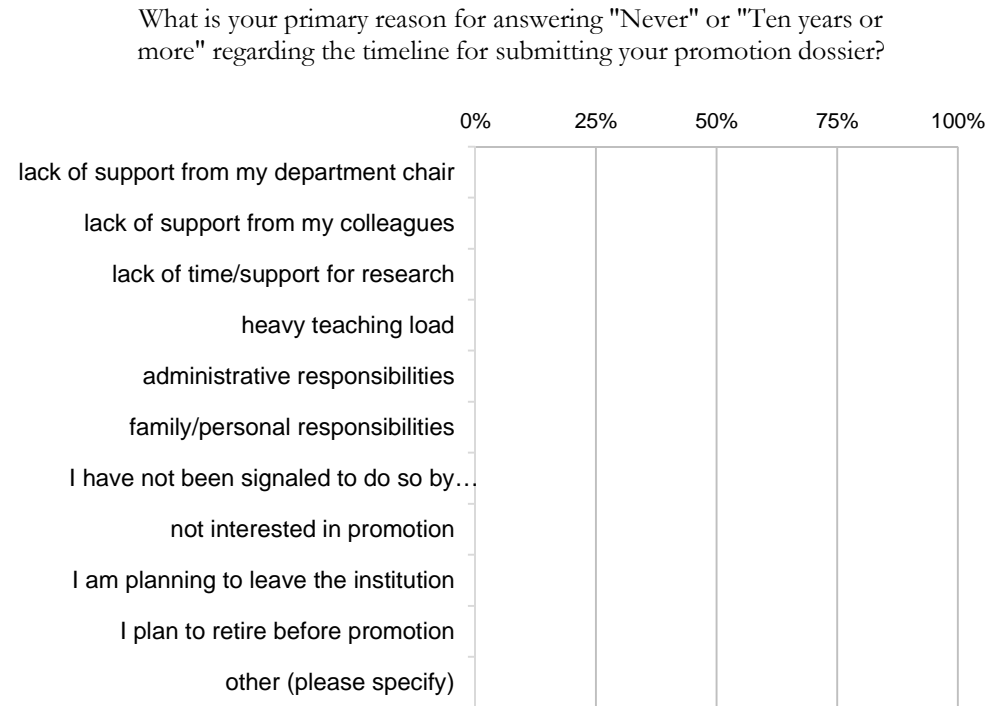 What is your primary reason for answering "Never" or "Ten years or
more" regarding the timeline for submitting your promotion dossier?
0% 25% 50% 75% 100%
lack of support from my department chair
lack of support from my colleagues
lack of time/support for research
heavy teaching load
administrative responsibilities
family/personal responsibilities
I have not been signaled to do so by…
not interested in promotion
I am planning to leave the institution
I plan to retire before promotion
other (please specify)